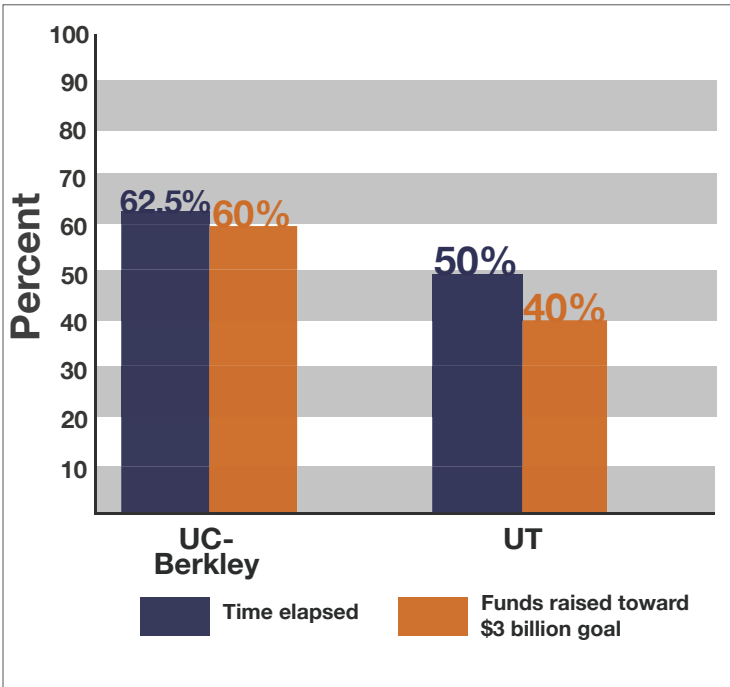 100
90
80
70
60
50
40
30
20
10
Percent
62.5%
60%
50%
40%
UC-
Berkley
UT
Time elapsed
Funds raised toward
$3 billion goal